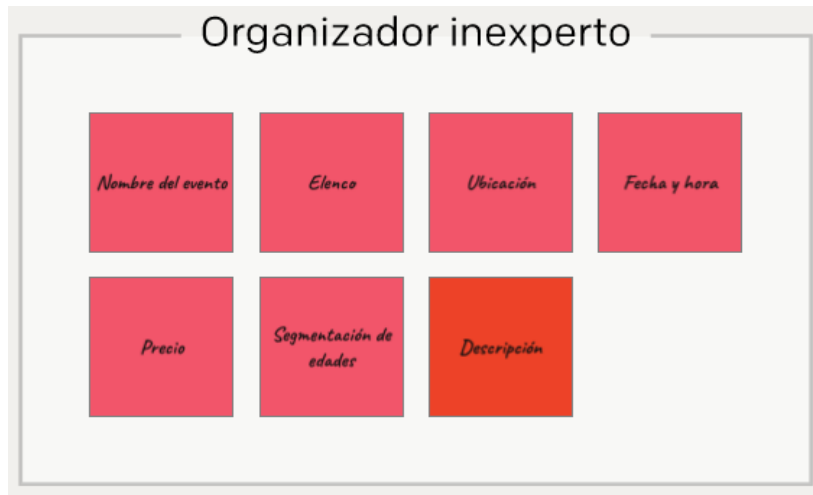 Organizador inexperto
Nombre del evento
Elenco
Ubicación
Fecha y hora
Precio
Segmentación de
edades
Descripción